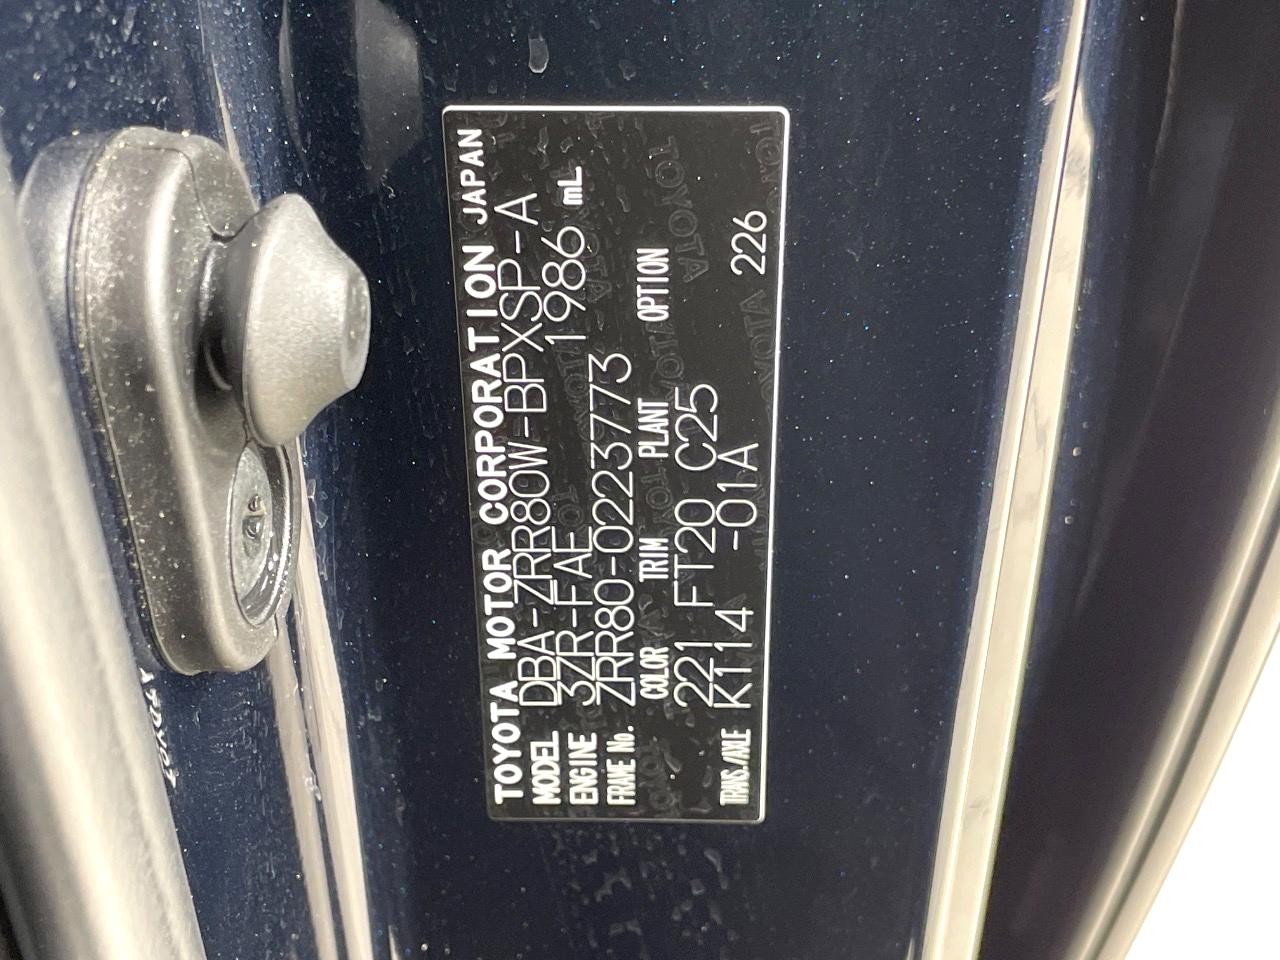 TOYOTA MOTOR CORPORATION JAPAN
MODEL DBA-ZRR80W-BPXSP-A
ENGINE 3ZR-FAE 1986 mL
FRAME No. ZRR80-0223773
COLOR TRIM PLANT OPTION
221 FT20 C25
TRANS./AXLE K114 -01A 226